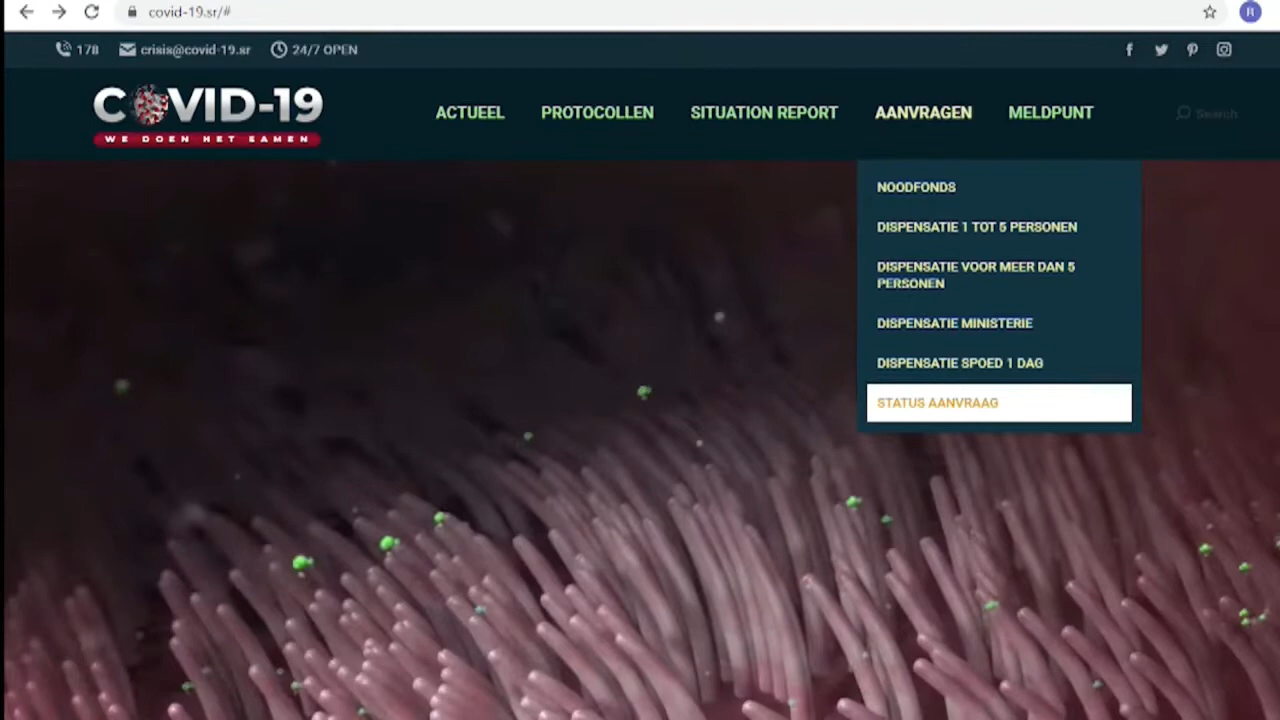 covid-19.sr/#
R
178
crisis@covid-19.sr
24/7 OPEN
COVID-19
WE DOEN HET SAMEN
ACTUEEL
PROTOCOLLEN
SITUATION REPORT
AANVRAGEN
MELDPUNT
Search
NOODFONDS
DISPENSATIE 1 TOT 5 PERSONEN
DISPENSATIE VOOR MEER DAN 5
PERSONEN
DISPENSATIE MINISTERIE
DISPENSATIE SPOED 1 DAG
STATUS AANVRAAG